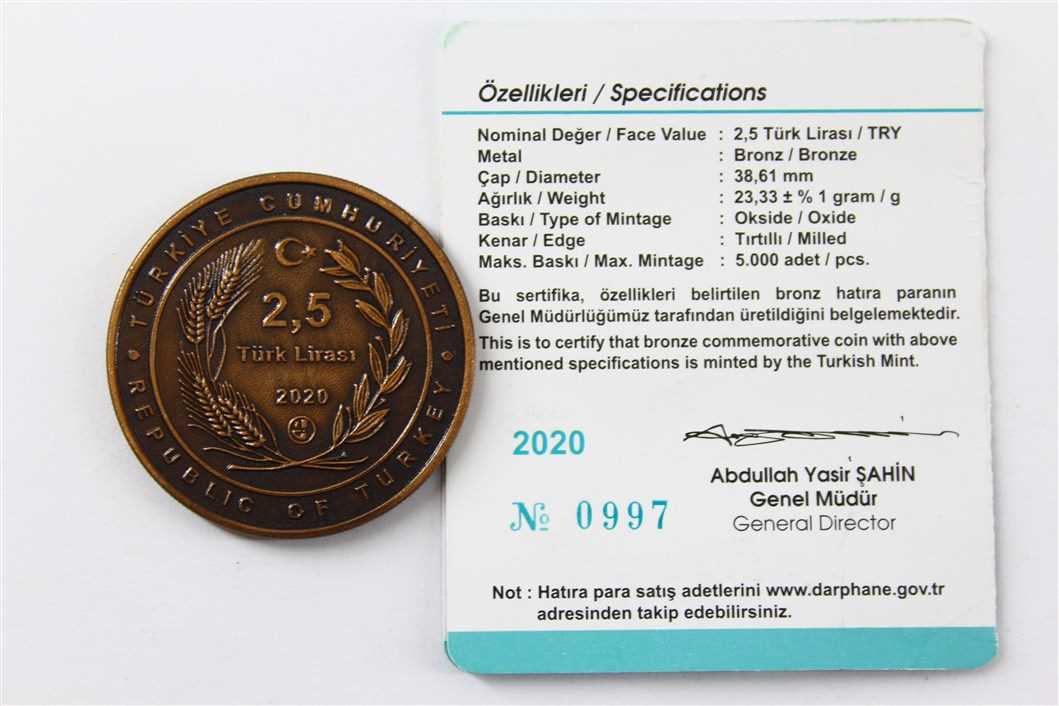 TÜRKİYE CUMHURİYETİ
2,5
Türk Lirası
2020
REPUBLIC OF TURKEY
Özellikleri / Specifications
Nominal Değer / Face Value : 2,5 Türk Lirası / TRY
Metal : Bronz / Bronze
Çap / Diameter : 38,61 mm
Ağırlık / Weight : 23,33 ± % 1 gram / g
Baskı / Type of Mintage : Okside / Oxide
Kenar / Edge : Tırtıllı / Milled
Maks. Baskı / Max. Mintage : 5.000 adet / pcs.
Bu sertifika, özellikleri belirtilen bronz hatıra paranın
Genel Müdürlüğümüz tarafından üretildiğini belgelemektedir.
This is to certify that bronze commemorative coin with above
mentioned specifications is minted by the Turkish Mint.
2020
№ 0997
Abdullah Yasir ŞAHİN
Genel Müdür
General Director
Not : Hatıra para satış adetlerini www.darphane.gov.tr
adresinden takip edebilirsiniz.